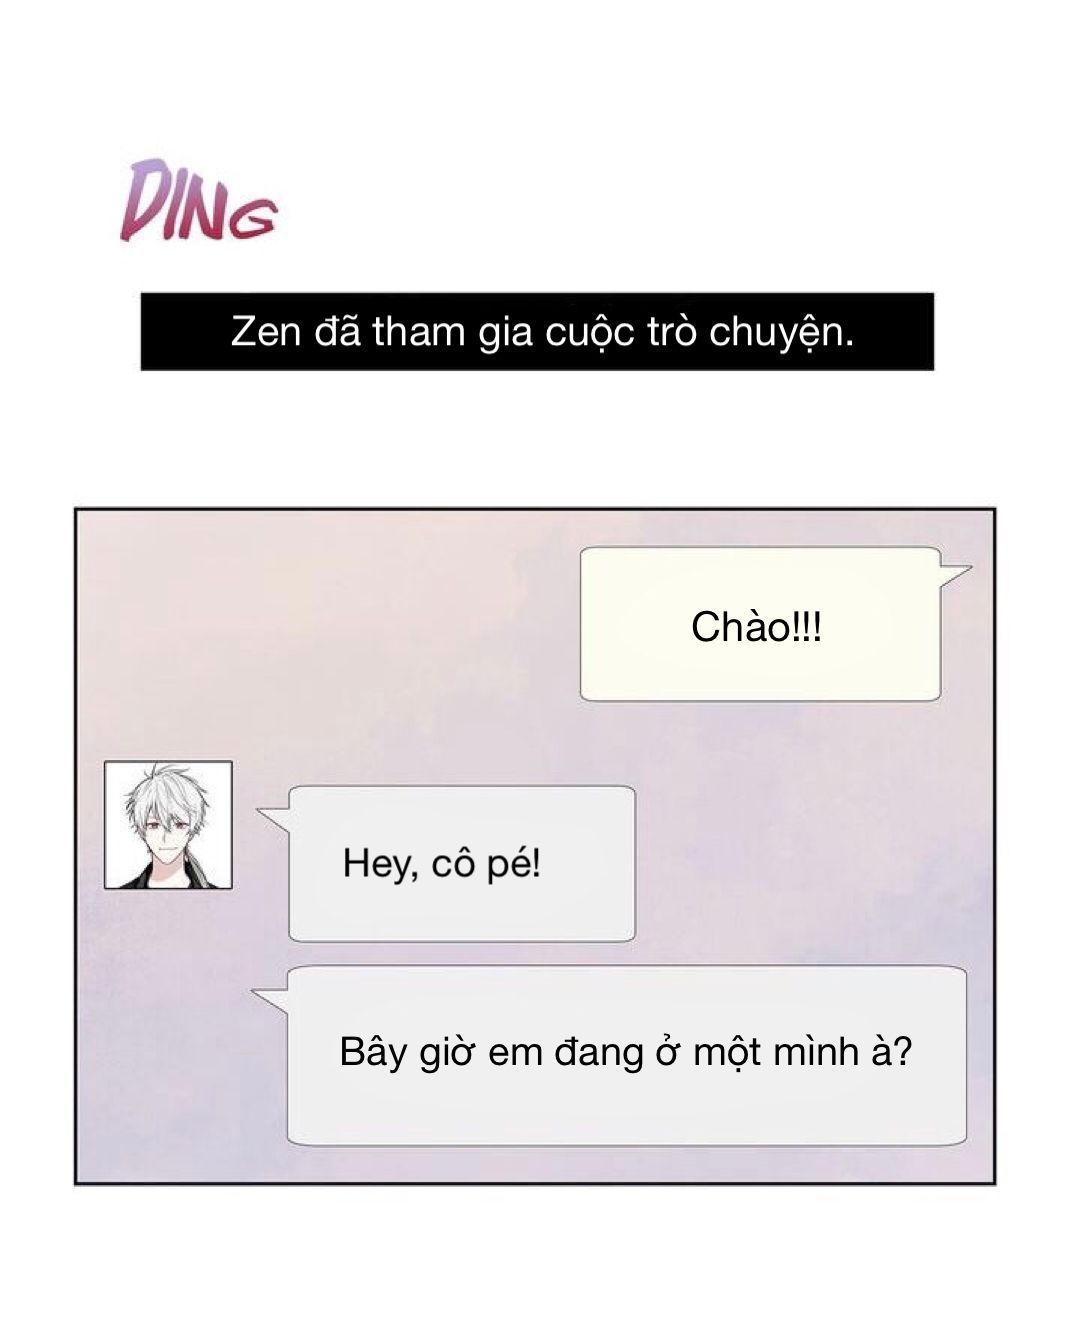 DING
Zen đã tham gia cuộc trò chuyện.
Chào!!!
Hey, cô pé!
Bây giờ em đang ở một mình à?